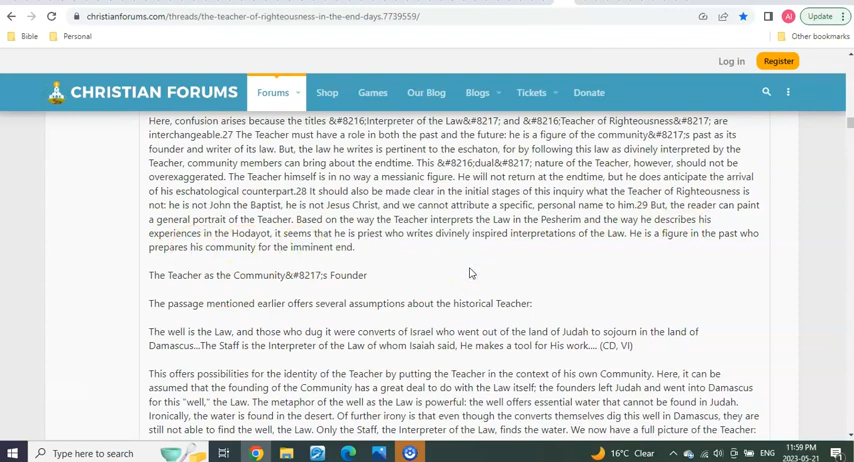 christianforums.com/threads/the-teacher-of-righteousness-in-the-end-days.7739559/
AI
Update
Bible
Personal
Other bookmarks
Log in
Register
CHRISTIAN FORUMS
Forums
Shop
Games
Our Blog
Blogs
Tickets
Donate
Here, confusion arises because the titles &#8216;Interpreter of the Law&#8217; and &#8216;Teacher of Righteousness&#8217; are
interchangeable.27 The Teacher must have a role in both the past and the future: he is a figure of the community&#8217;s past as its
founder and writer of its law. But, the law he writes is pertinent to the eschaton, for by following this law as divinely interpreted by the
Teacher, community members can bring about the endtime. This &#8216;dual&#8217; nature of the Teacher, however, should not be
overexaggerated. The Teacher himself is in no way a messianic figure. He will not return at the endtime, but he does anticipate the arrival
of his eschatological counterpart.28 It should also be made clear in the initial stages of this inquiry what the Teacher of Righteousness is
not: he is not John the Baptist, he is not Jesus Christ, and we cannot attribute a specific, personal name to him.29 But, the reader can paint
a general portrait of the Teacher. Based on the way the Teacher interprets the Law in the Pesherim and the way he describes his
experiences in the Hodayot, it seems that he is priest who writes divinely inspired interpretations of the Law. He is a figure in the past who
prepares his community for the imminent end.
The Teacher as the Community&#8217;s Founder
The passage mentioned earlier offers several assumptions about the historical Teacher:
The well is the Law, and those who dug it were converts of Israel who went out of the land of Judah to sojourn in the land of
Damascus...The Staff is the Interpreter of the Law of whom Isaiah said, He makes a tool for His work.... (CD, VI)
This offers possibilities for the identity of the Teacher by putting the Teacher in the context of his own Community. Here, it can be
assumed that the founding of the Community has a great deal to do with the Law itself; the founders left Judah and went into Damascus
for this “well,” the Law. The metaphor of the well as the Law is powerful: the well offers essential water that cannot be found in Judah.
Ironically, the water is found in the desert. Of further irony is that even though the converts themselves dig this well in Damascus, they are
still not able to find the well, the Law. Only the Staff, the Interpreter of the Law, finds the water. We now have a full picture of the Teacher:
Type here to search
16°C Clear
ENG
11:59 PM
2023-05-21